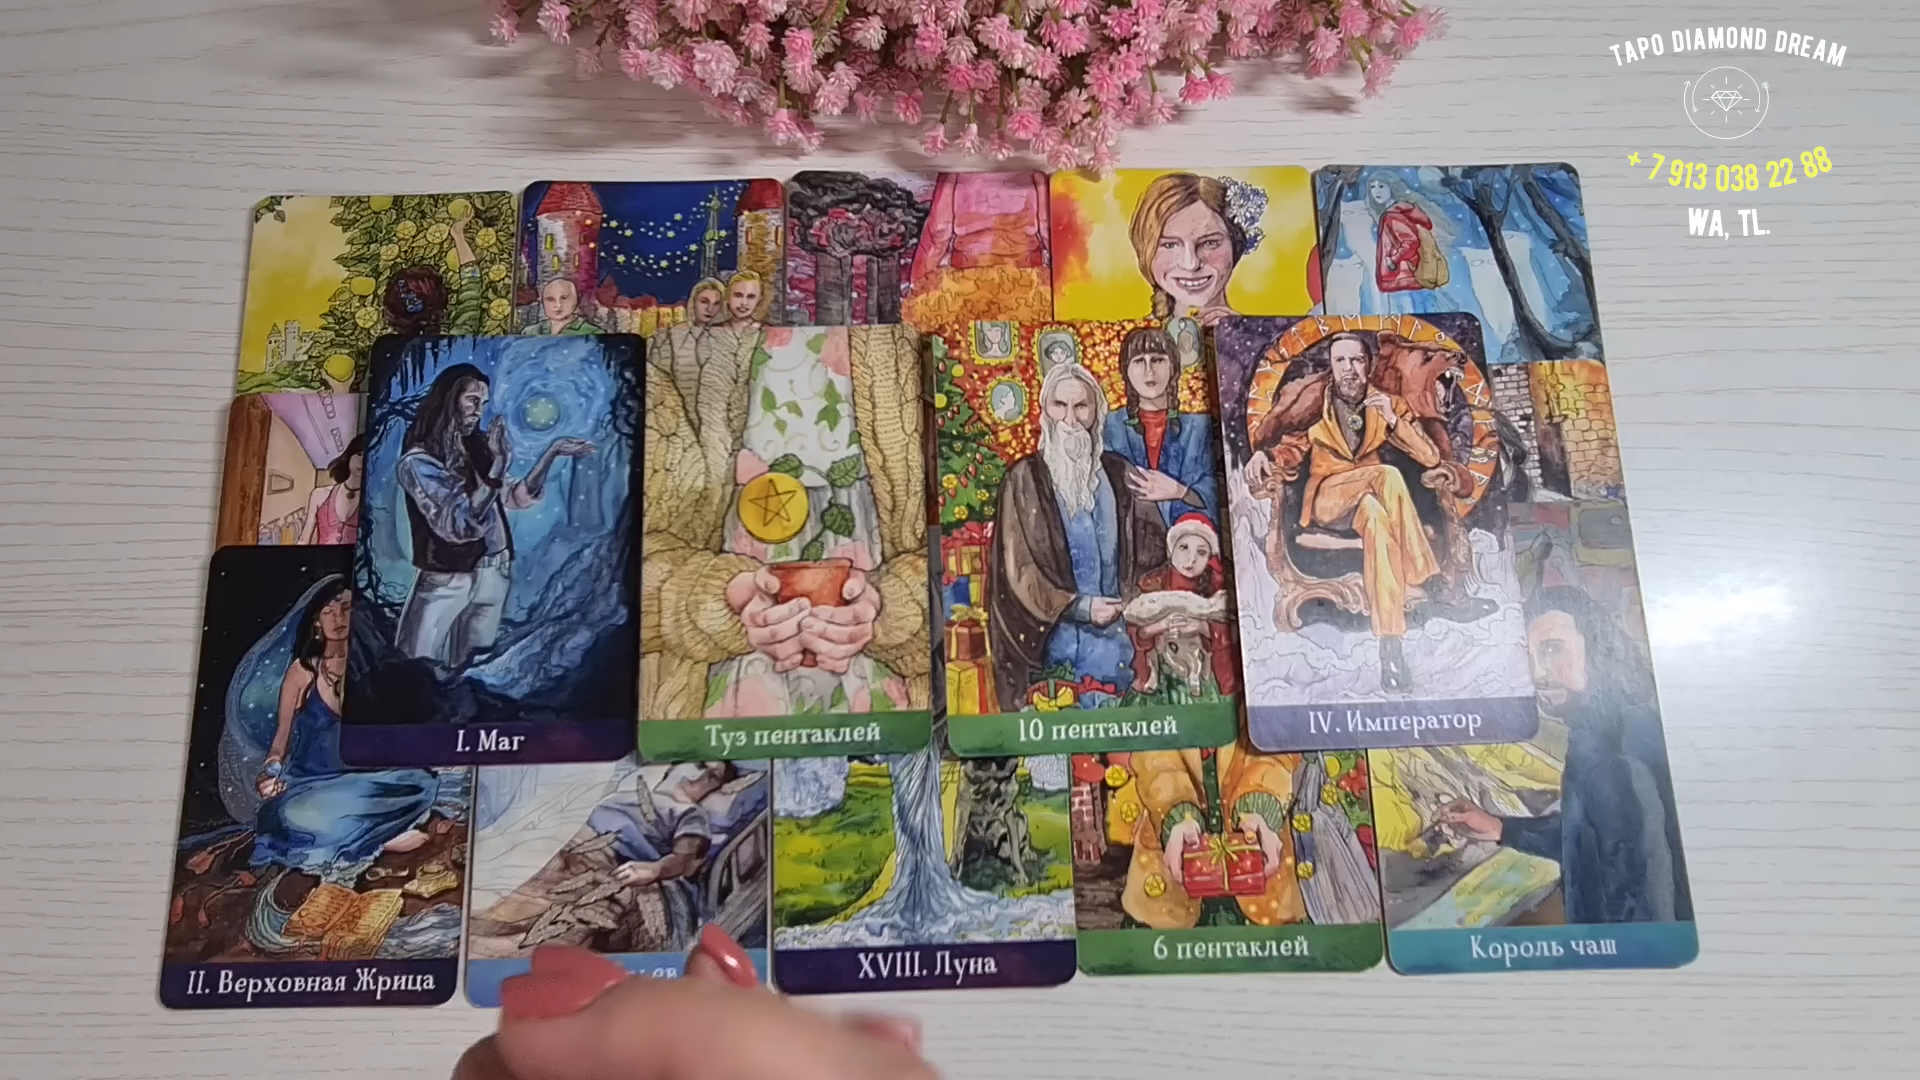 ТАРО DIAMOND DREAM
+ 7 913 038 22 88
WA, TL.
I. Маг
Туз пентаклей
10 пентаклей
IV. Император
II. Верховная Жрица
XVIII. Луна
6 пентаклей
Король чаш